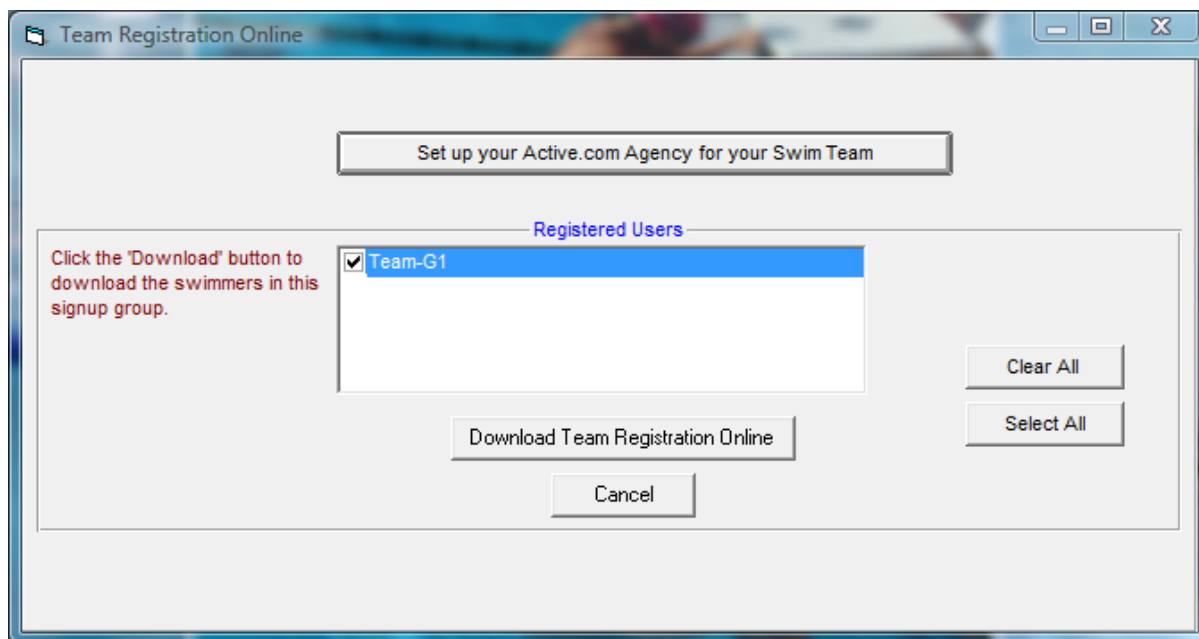 Team Registration Online
Set up your Active.com Agency for your Swim Team
Registered Users
Click the 'Download' button to
download the swimmers in this
signup group.
Team-G1
Clear All
Select All
Download Team Registration Online
Cancel